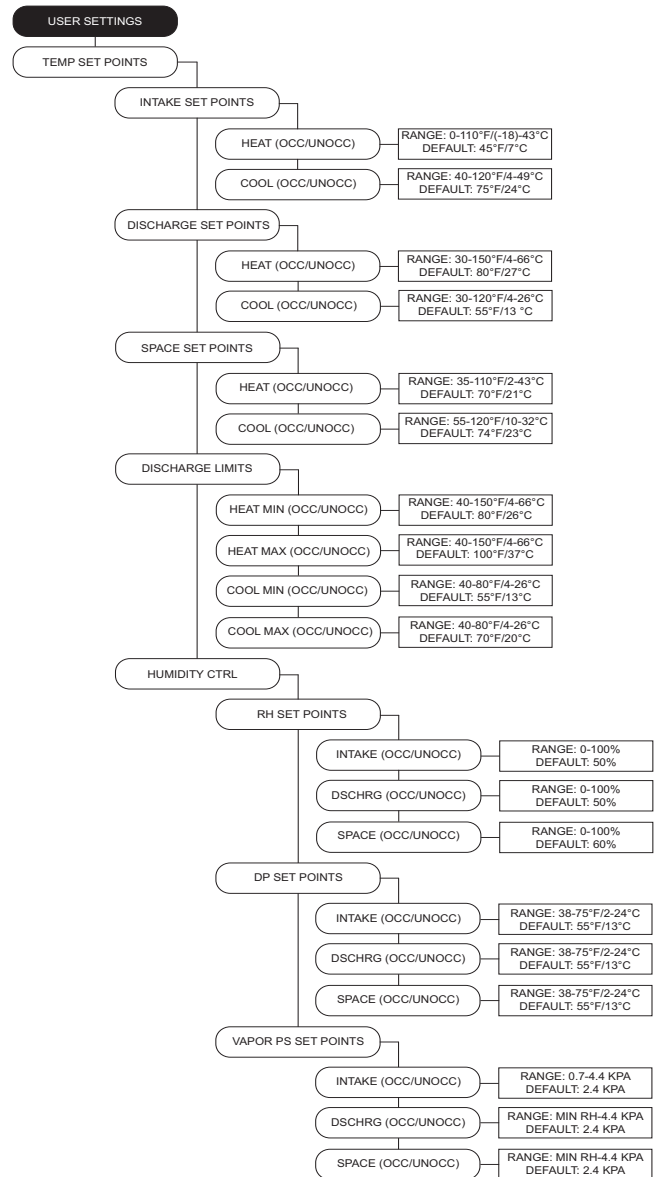 USER SETTINGS
TEMP SET POINTS
INTAKE SET POINTS
HEAT (OCC/UNOCC)
RANGE: 0-110°F/(-18)-43°C
DEFAULT: 45°F/7°C
COOL (OCC/UNOCC)
RANGE: 40-120°F/4-49°C
DEFAULT: 75°F/24°C
DISCHARGE SET POINTS
HEAT (OCC/UNOCC)
RANGE: 30-150°F/4-66°C
DEFAULT: 80°F/27°C
COOL (OCC/UNOCC)
RANGE: 30-120°F/4-26°C
DEFAULT: 55°F/13 °C
SPACE SET POINTS
HEAT (OCC/UNOCC)
RANGE: 35-110°F/2-43°C
DEFAULT: 70°F/21°C
COOL (OCC/UNOCC)
RANGE: 55-120°F/10-32°C
DEFAULT: 74°F/23°C
DISCHARGE LIMITS
HEAT MIN (OCC/UNOCC)
RANGE: 40-150°F/4-66°C
DEFAULT: 80°F/26°C
HEAT MAX (OCC/UNOCC)
RANGE: 40-150°F/4-66°C
DEFAULT: 100°F/37°C
COOL MIN (OCC/UNOCC)
RANGE: 40-80°F/4-26°C
DEFAULT: 55°F/13°C
COOL MAX (OCC/UNOCC)
RANGE: 40-80°F/4-26°C
DEFAULT: 70°F/20°C
HUMIDITY CTRL
RH SET POINTS
INTAKE (OCC/UNOCC)
RANGE: 0-100%
DEFAULT: 50%
DSCHRG (OCC/UNOCC)
RANGE: 0-100%
DEFAULT: 50%
SPACE (OCC/UNOCC)
RANGE: 0-100%
DEFAULT: 60%
DP SET POINTS
INTAKE (OCC/UNOCC)
RANGE: 38-75°F/2-24°C
DEFAULT: 55°F/13°C
DSCHRG (OCC/UNOCC)
RANGE: 38-75°F/2-24°C
DEFAULT: 55°F/13°C
SPACE (OCC/UNOCC)
RANGE: 38-75°F/2-24°C
DEFAULT: 55°F/13°C
VAPOR PS SET POINTS
INTAKE (OCC/UNOCC)
RANGE: 0.7-4.4 KPA
DEFAULT: 2.4 KPA
DSCHRG (OCC/UNOCC)
RANGE: MIN RH-4.4 KPA
DEFAULT: 2.4 KPA
SPACE (OCC/UNOCC)
RANGE: MIN RH-4.4 KPA
DEFAULT: 2.4 KPA